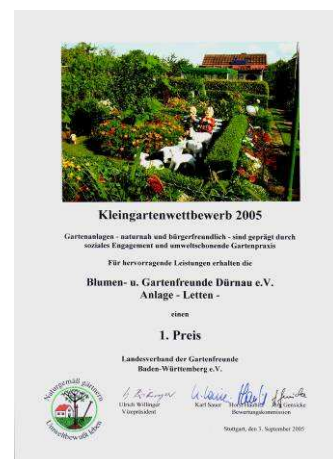 Kleingartenwettbewerb 2005
Gartenanlagen - naturnah und bürgerfreundlich - sind geprägt durch
soziales Engagement und umweltschonende Gartenpraxis
Für hervorragende Leistungen erhalten die
Blumen- u. Gartenfreunde Dürnau e.V.
Anlage - Letten -
einen
1. Preis
Landesverband der Gartenfreunde
Baden-Württemberg e.V.
Naturgemäß gärtnern
Umweltbewußt leben
Ulrich Willinger
Vizepräsident
Karl Sauer
Bewertungskommission
Stuttgart, den 3. September 2005